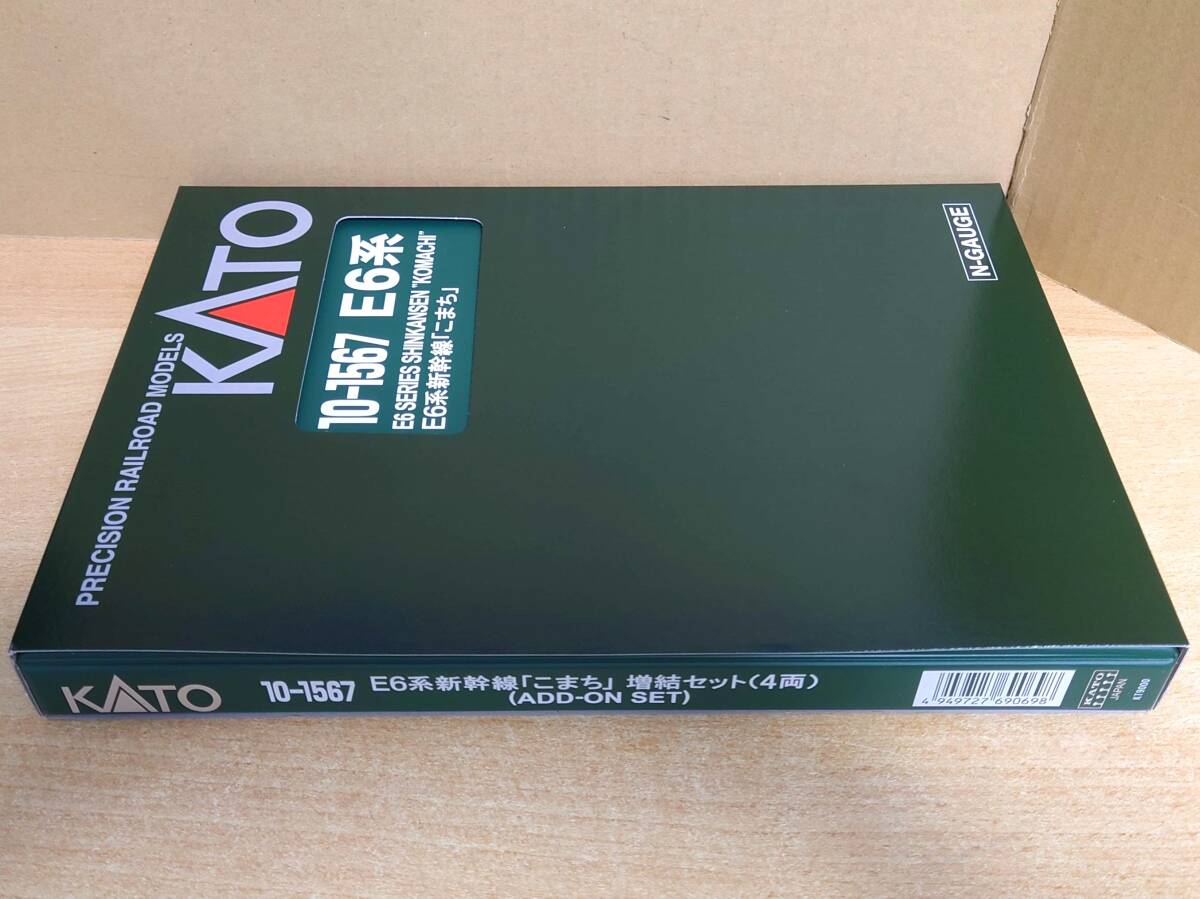 PRECISION RAILROAD MODELS
KATO
10-1567 E6系
E6 SERIES SHINKANSEN "KOMACHI"
E6系新幹線「こまち」
N-GAUGE
KATO
10-1567
E6系新幹線「こまち」増結セット(4両)
(ADD-ON SET)
4 949727 690698
KATO
JAPAN